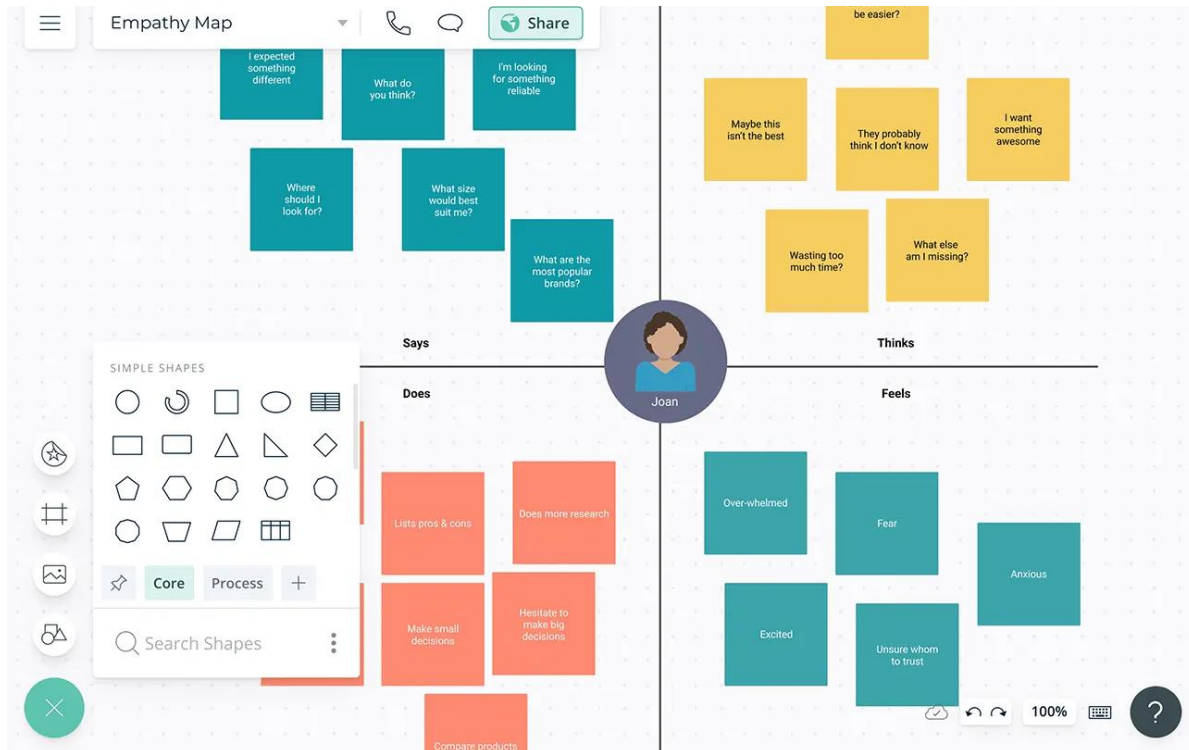 Empathy Map
Share
I expected
something
different
What do
you think?
I'm looking
for something
reliable
Where
should I
look for?
What size
would best
suit me?
What are the
most popular
brands?
Says
be easier?
Maybe this
isn't the best
They probably
think I don't know
I want
something
awesome
Wasting too
much time?
What else
am I missing?
Thinks
Joan
Does
Lists pros & cons
Does more research
Make small
decisions
Hesitate to
make big
decisions
Compare products
Feels
Over-whelmed
Fear
Anxious
Excited
Unsure whom
to trust
SIMPLE SHAPES
Core
Process
Search Shapes
100%
?